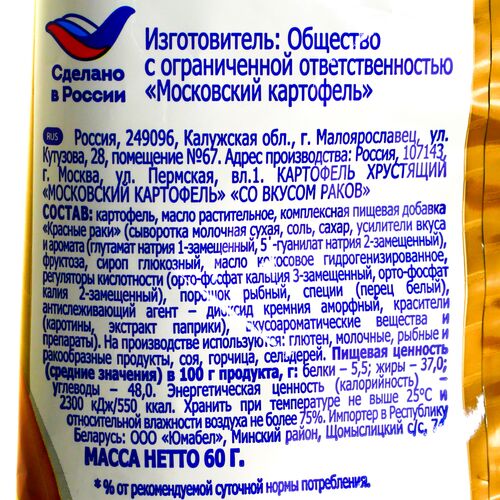 Сделано
в России
Изготовитель: Общество
с ограниченной ответственностью
«Московский картофель»
RUS Россия, 249096, Калужская обл., г. Малоярославец, ул.
Кутузова, 28, помещение №67. Адрес производства: Россия, 107143,
г. Москва, ул. Пермская, вл.1. КАРТОФЕЛЬ ХРУСТЯЩИЙ
«МОСКОВСКИЙ КАРТОФЕЛЬ» «СО ВКУСОМ РАКОВ»
СОСТАВ: картофель, масло растительное, комплексная пищевая добавка
«Красные раки» (сыворотка молочная сухая, соль, сахар, усилители вкуса
и аромата (глутамат натрия 1-замещенный, 5'-гуанилат натрия 2-замещенный),
фруктоза, сироп глюкозный, масло кокосовое гидрогенизированное,
регуляторы кислотности (орто-фосфат кальция 3-замещенный, орто-фосфат
калия 2-замещенный), порошок рыбный, специи (перец белый),
антислеживающий агент – диоксид кремния аморфный, красители
(каротины, экстракт паприки), вкусоароматические вещества и
препараты). На производстве используются: глютен, молочные, рыбные и
ракообразные продукты, соя, горчица, сельдерей. Пищевая ценность
(средние значения) в 100 г продукта, г: белки – 5,5; жиры – 37,0;
углеводы – 48,0. Энергетическая ценность (калорийность) –
2300 кДж/550 ккал. Хранить при температуре не выше 25°С и
относительной влажности воздуха не более 75%. Импортер в Республику
Беларусь: ООО «Юмабел», Минский район, Щомыслицкий с/с,
МАССА НЕТТО 60 Г.
* % от рекомендуемой суточной нормы потребления.